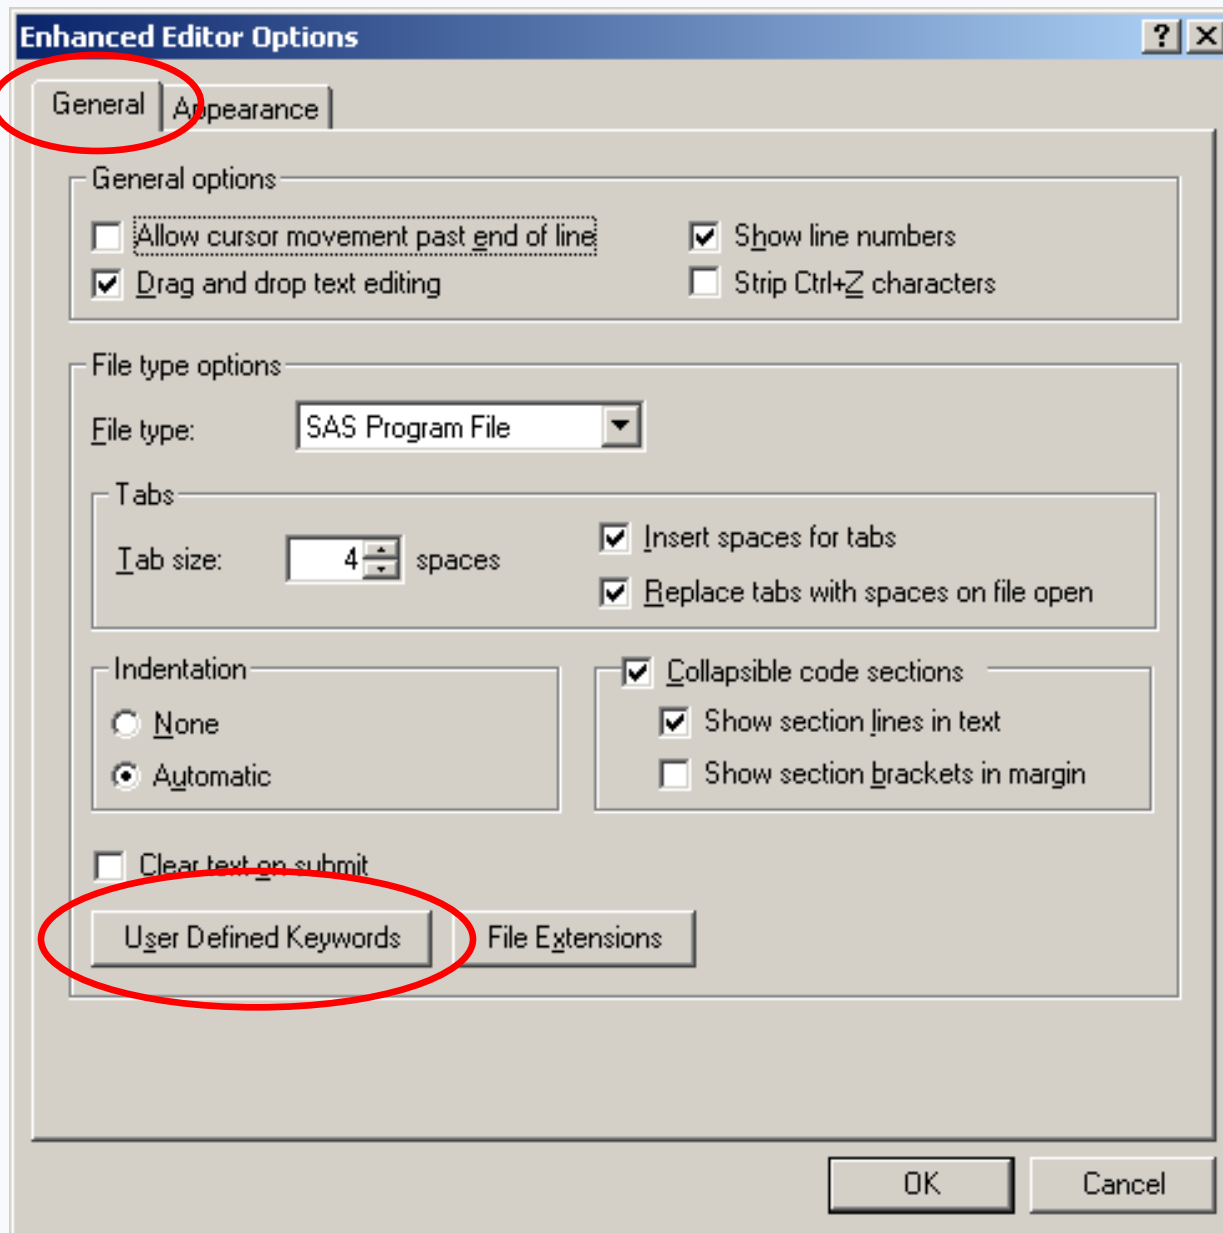 Enhanced Editor Options
General Appearance
General options
Allow cursor movement past end of line Show line numbers
Drag and drop text editing Strip Ctrl+Z characters
File type options
File type: SAS Program File
Tabs
Tab size: 4 spaces Insert spaces for tabs
Replace tabs with spaces on file open
Indentation Collapsible code sections
None Show section lines in text
Automatic Show section brackets in margin
Clear text on submit
User Defined Keywords File Extensions
OK Cancel